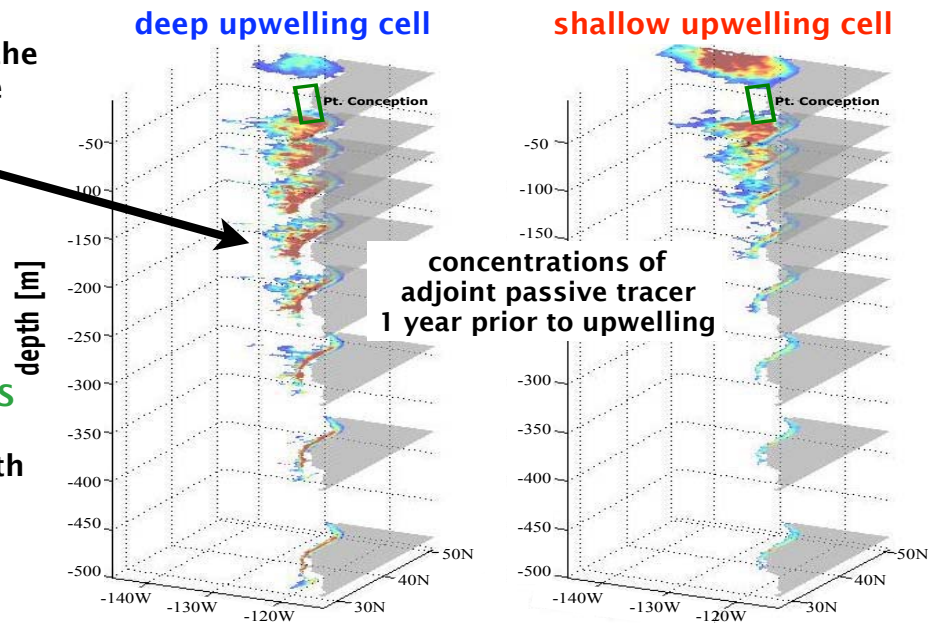 deep upwelling cell
shallow upwelling cell
the
Pt. Conception
Pt. Conception
-50
-100
-150
-200
-250
-300
-350
-400
-450
-500
depth [m]
S
th
-50
-100
-150
concentrations of
adjoint passive tracer
1 year prior to upwelling
-300
-350
-400
-450
-500
-140W
-130W
-120W
30N
40N
50N
-140W
-130W
-120W
30N
40N
50N